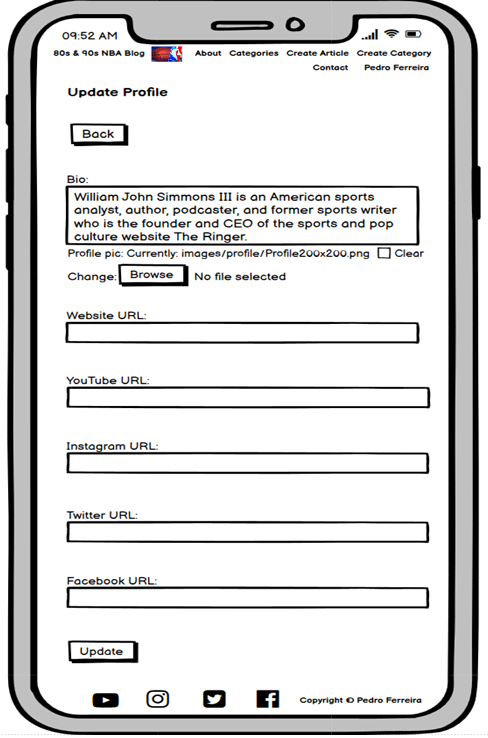 09:52 AM
80s & 90s NBA Blog About Categories Create Article Create Category
Contact Pedro Ferreira
Update Profile
Back
Bio:
William John Simmons III is an American sports
analyst, author, podcaster, and former sports writer
who is the founder and CEO of the sports and pop
culture website The Ringer.
Profile pic: Currently: images/profile/Profile200x200.png Clear
Change: Browse No file selected
Website URL:
YouTube URL:
Instagram URL:
Twitter URL:
Facebook URL:
Update
Copyright © Pedro Ferreira